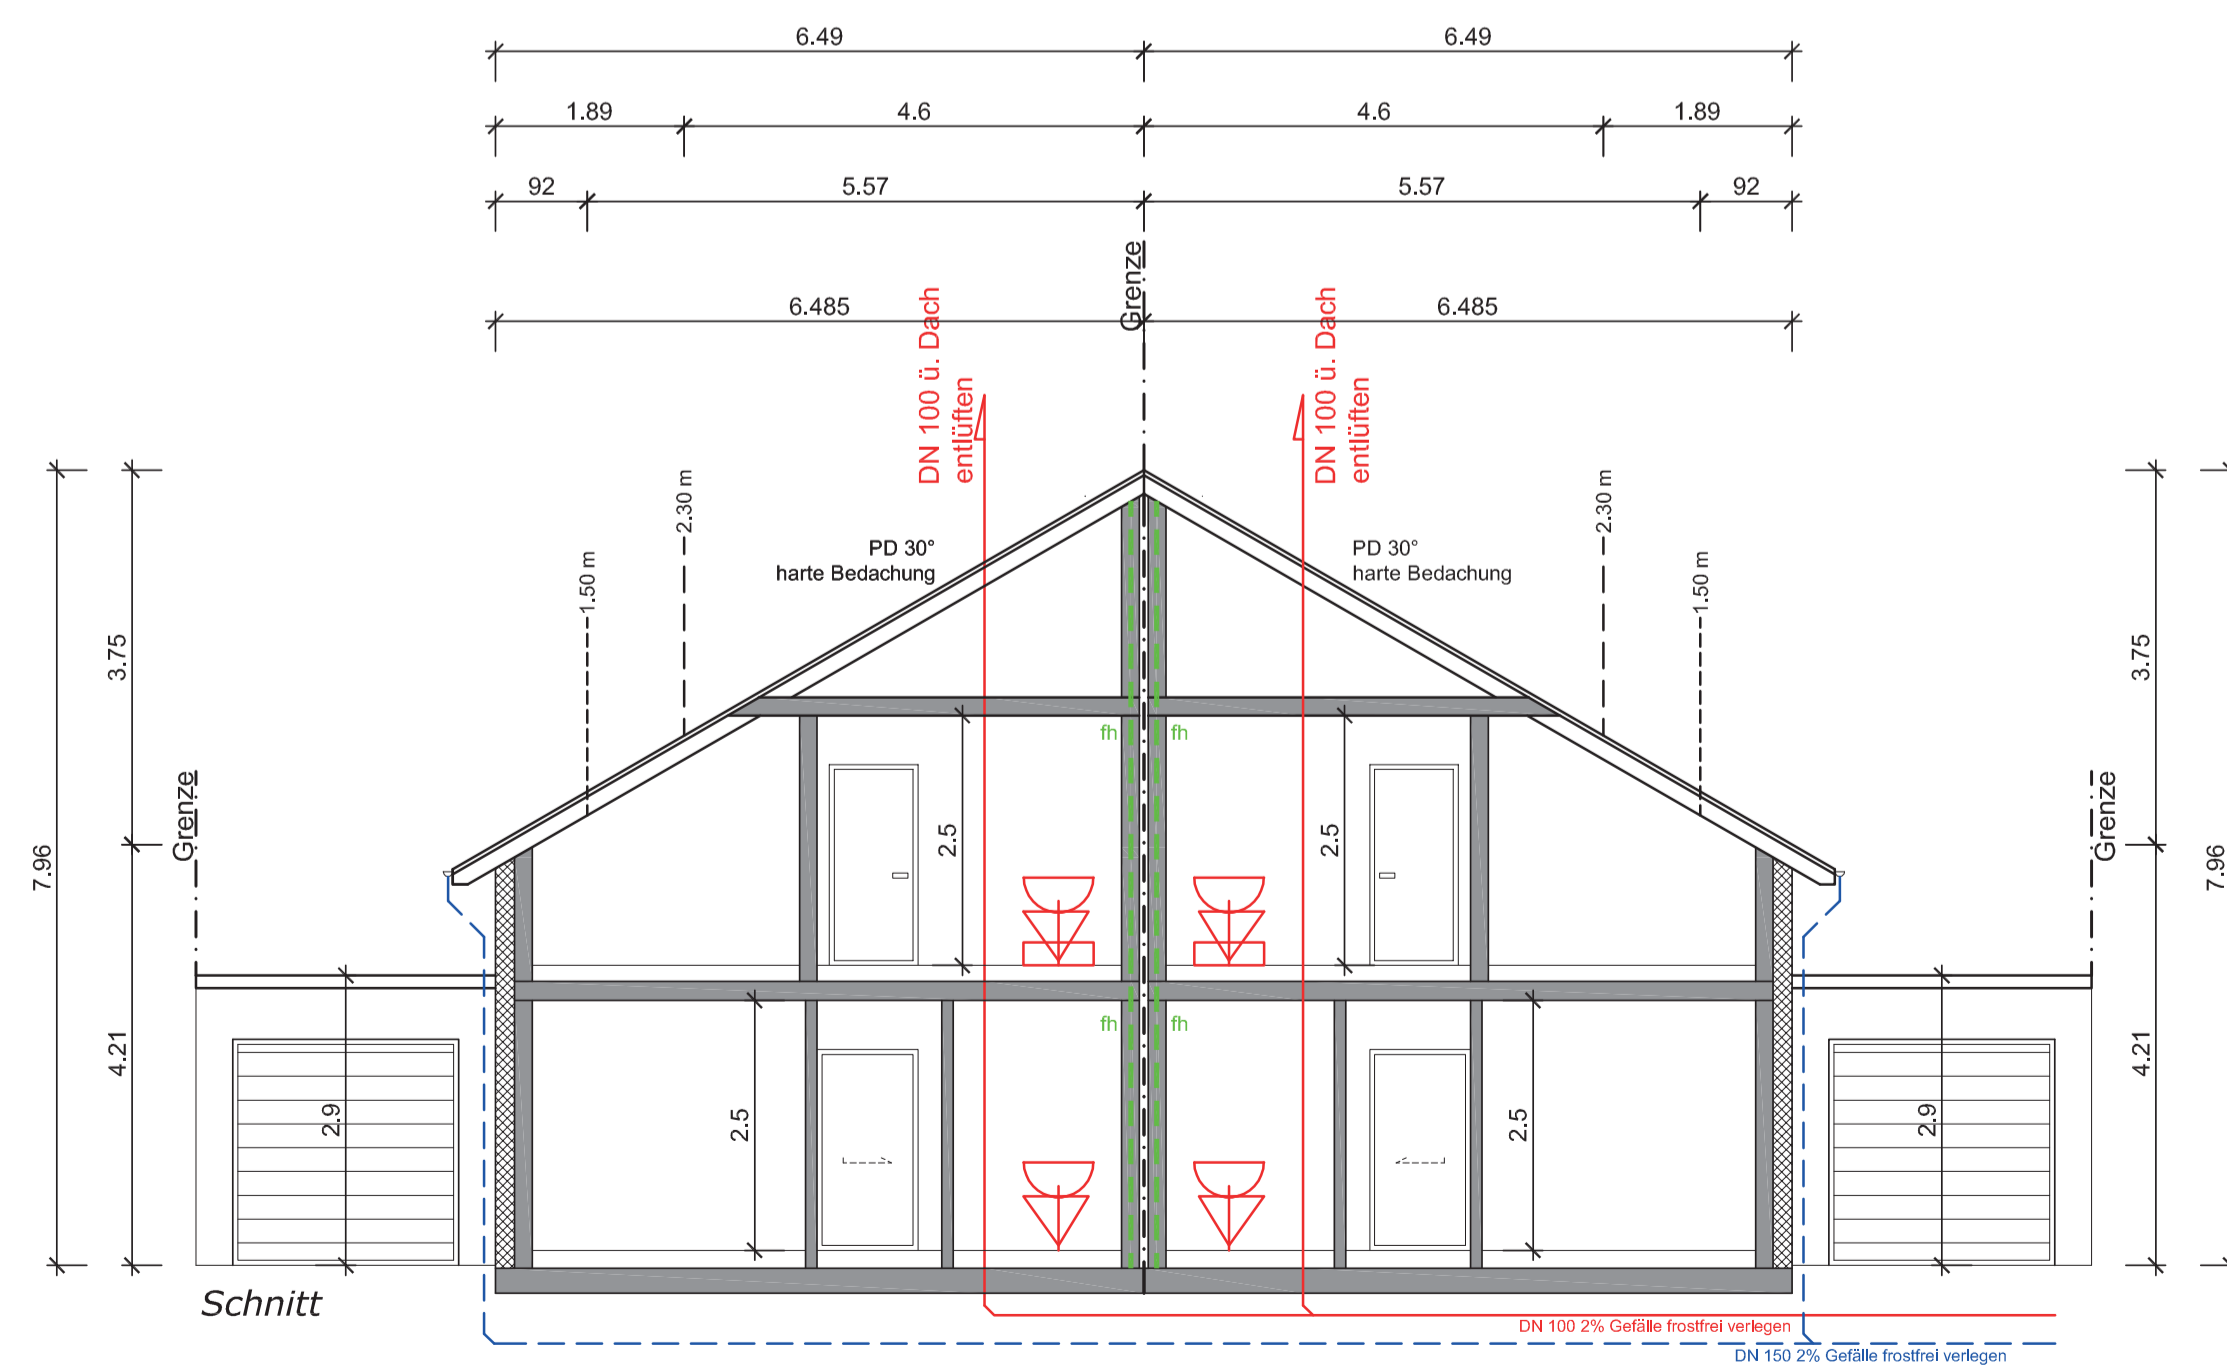 6.49 6.49
1.89 4.6 4.6 1.89
92 5.57 5.57 92
Grenze
6.485 6.485
DN 100 ü. Dach
entlüften
DN 100 ü. Dach
entlüften
2.30 m
2.30 m
PD 30°
harte Bedachung
PD 30°
harte Bedachung
1.50 m
1.50 m
3.75
3.75
fh fh
Grenze
Grenze
7.96
2.5
2.5
7.96
fh fh
4.21
4.21
2.9
2.5
2.5
2.9
Schnitt
DN 100 2% Gefälle frostfrei verlegen
DN 150 2% Gefälle frostfrei verlegen